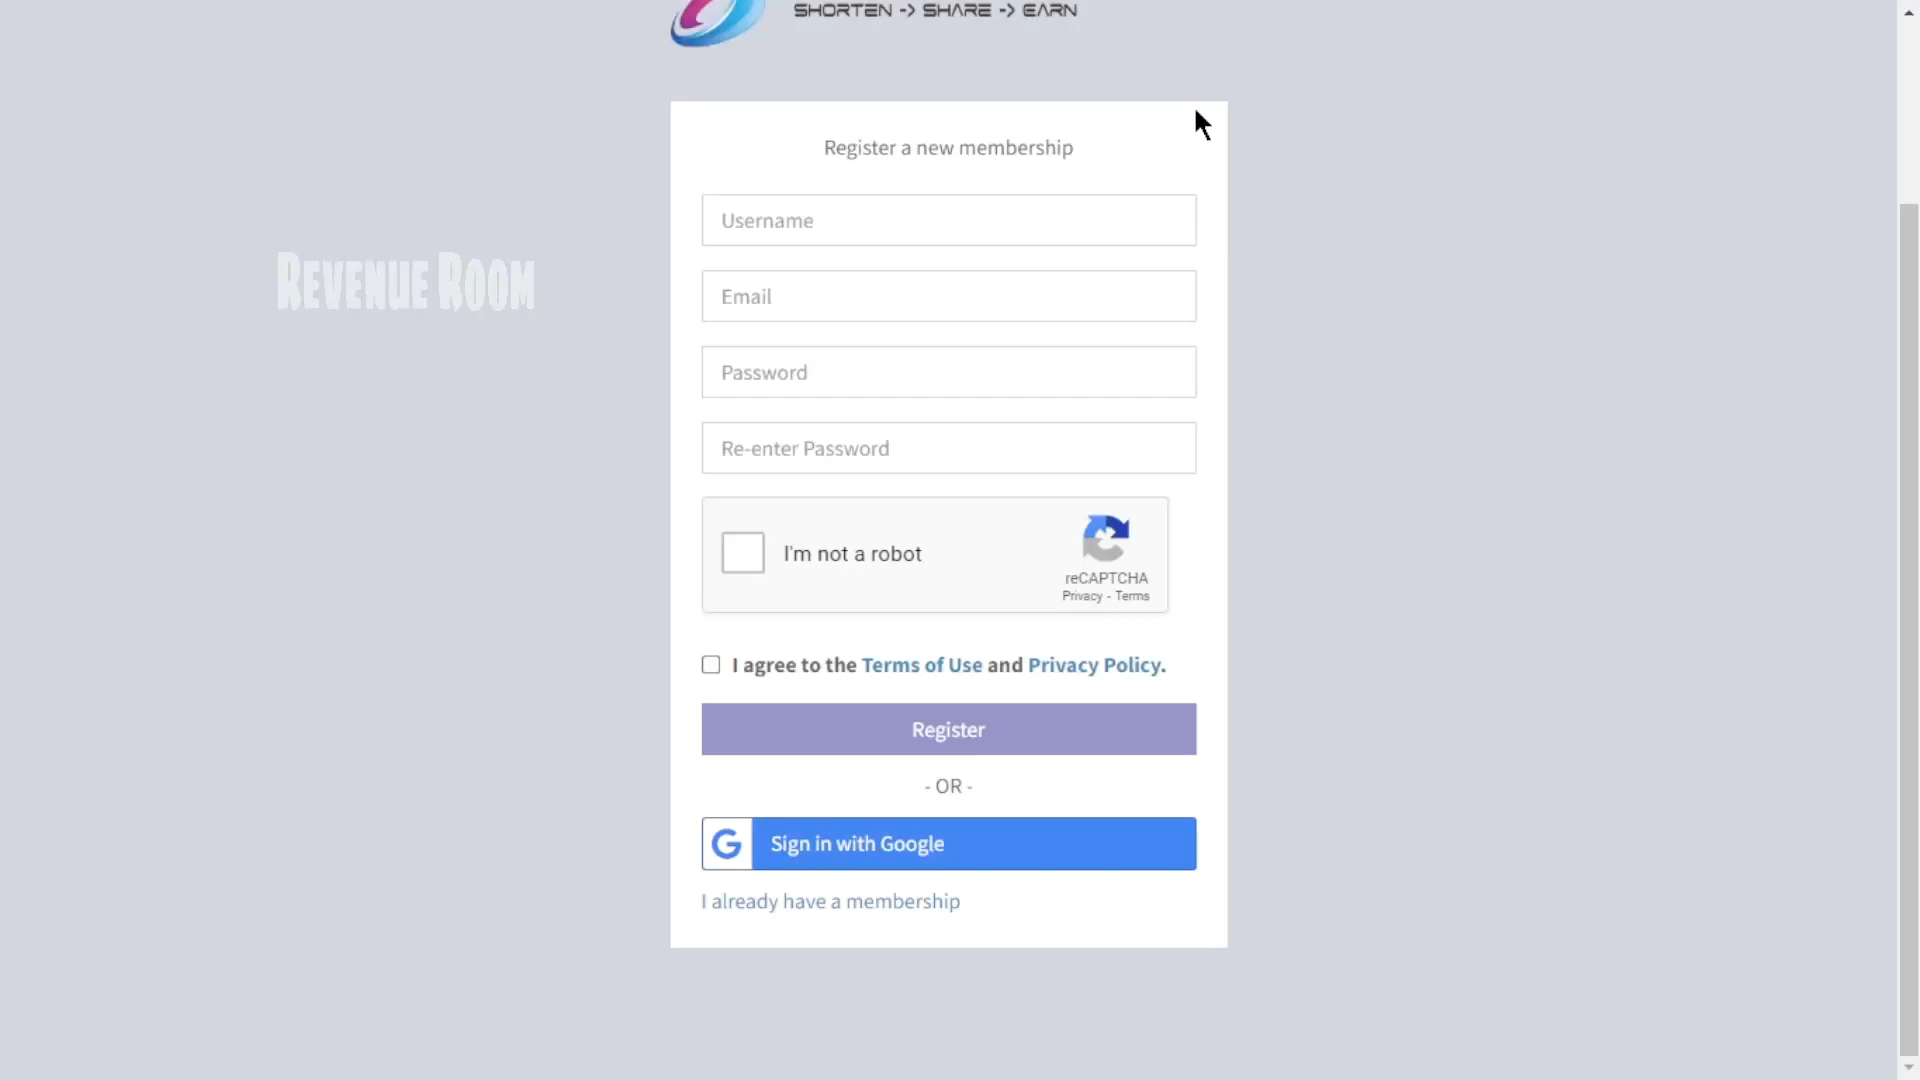 SHORTEN -> SHARE -> EARN
Register a new membership
Username
Revenue Room
Email
Password
Re-enter Password
I'm not a robot
reCAPTCHA
Privacy - Terms
I agree to the Terms of Use and Privacy Policy.
Register
- OR -
G Sign in with Google
I already have a membership